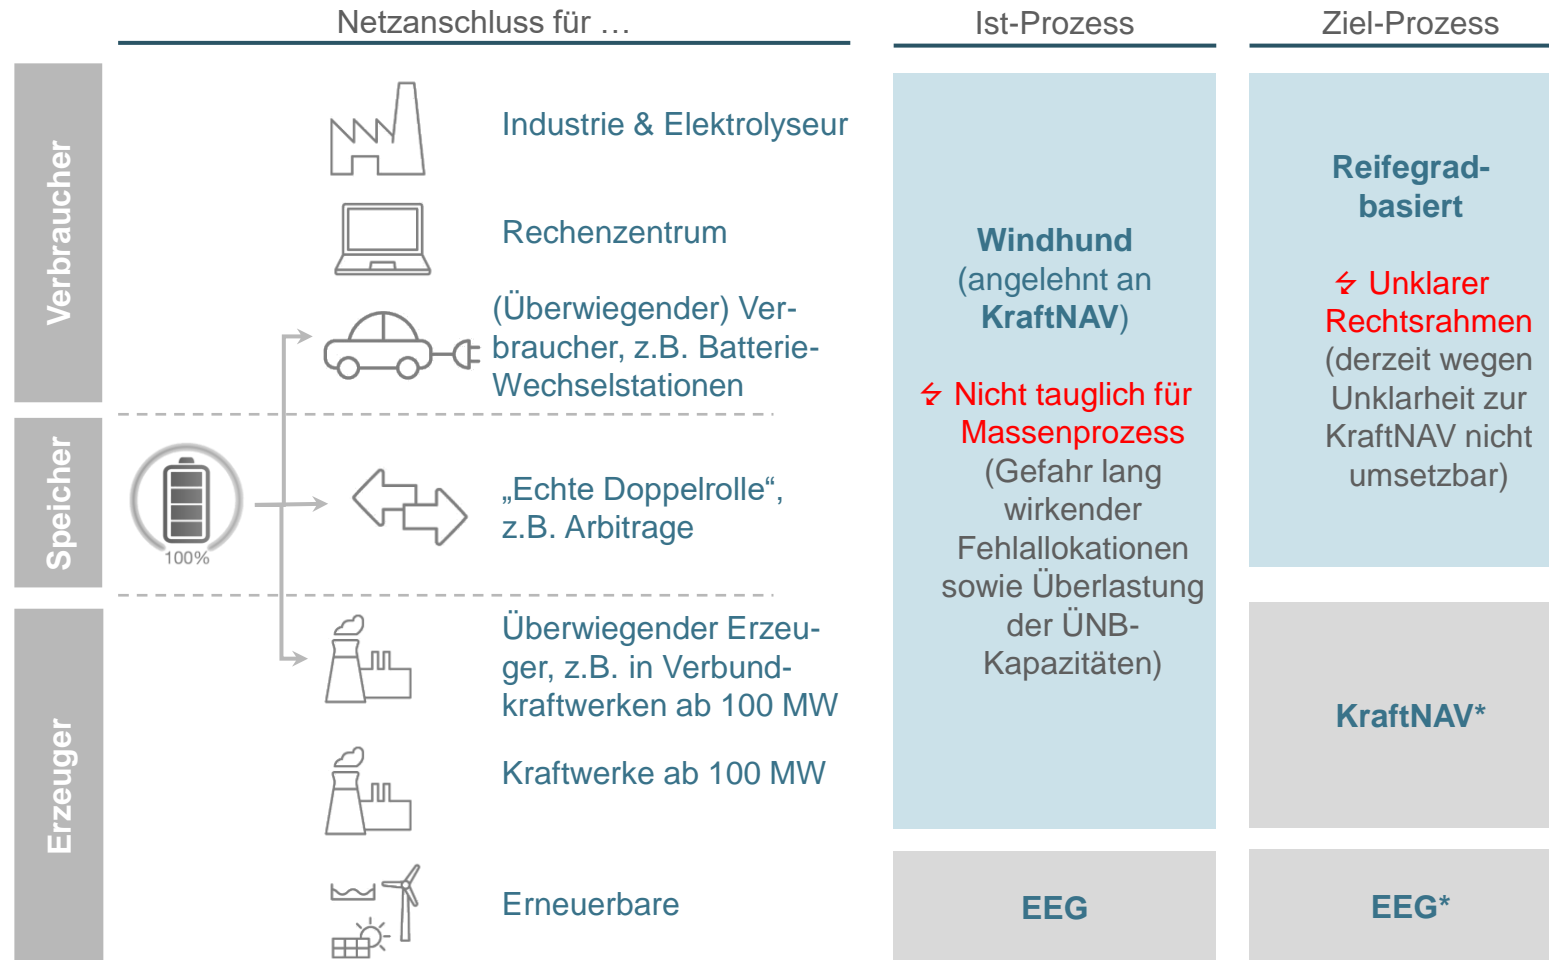 Netzanschluss für …
Ist-Prozess
Ziel-Prozess
Verbraucher
Industrie & Elektrolyseur
Rechenzentrum
(Überwiegender) Ver-
braucher, z.B. Batterie-
Wechselstationen
Speicher
100%
„Echte Doppelrolle“,
z.B. Arbitrage
Erzeuger
Überwiegender Erzeu-
ger, z.B. in Verbund-
kraftwerken ab 100 MW
Kraftwerke ab 100 MW
Erneuerbare
Windhund
(angelehnt an
KraftNAV)
Nicht tauglich für
Massenprozess
(Gefahr lang
wirkender
Fehlallokationen
sowie Überlastung
der ÜNB-
Kapazitäten)
EEG
Reifegrad-
basiert
Unklarer
Rechtsrahmen
(derzeit wegen
Unklarheit zur
KraftNAV nicht
umsetzbar)
KraftNAV*
EEG*